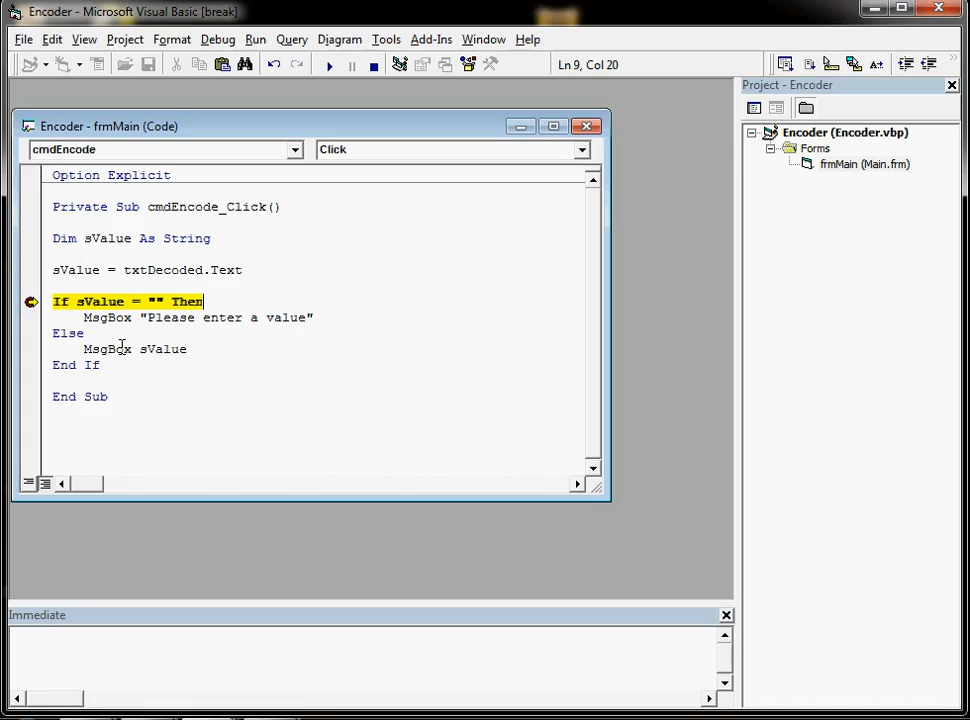 Encoder - Microsoft Visual Basic [break]
File Edit View Project Format Debug Run Query Diagram Tools Add-Ins Window Help
Ln 9, Col 20
Project - Encoder
Encoder - frmMain (Code)
cmdEncode Click
Encoder (Encoder.vbp)
Forms
frmMain (Main.frm)
Option Explicit
Private Sub cmdEncode_Click()
Dim sValue As String
sValue = txtDecoded.Text
If sValue = "" Then
MsgBox "Please enter a value"
Else
MsgBox sValue
End If
End Sub
Immediate